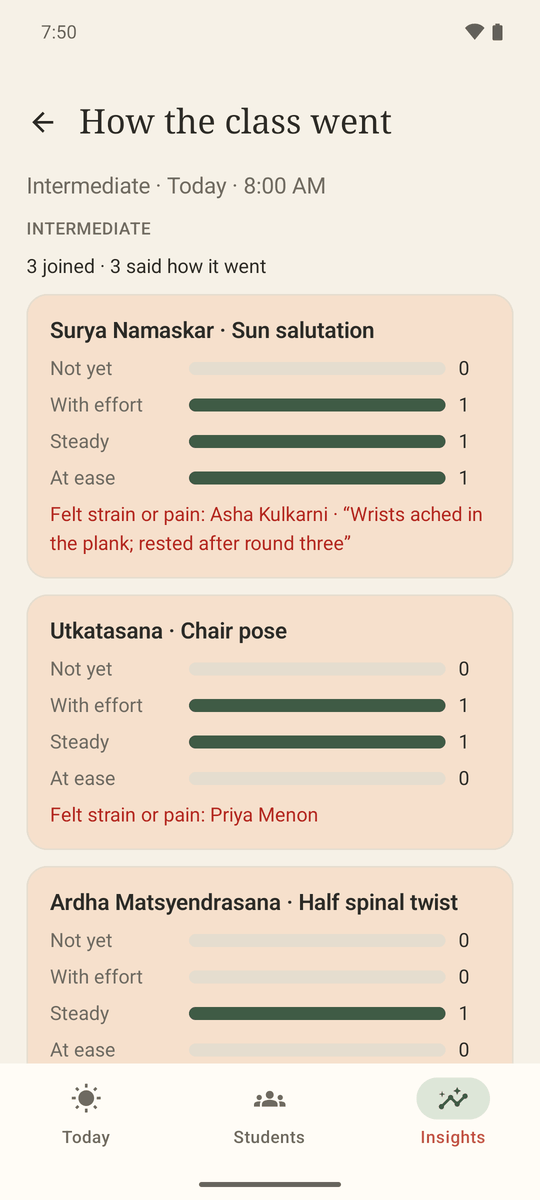 7:50
How the class went
Intermediate · Today · 8:00 AM
INTERMEDIATE
3 joined · 3 said how it went
Surya Namaskar · Sun salutation
Not yet 0
With effort 1
Steady 1
At ease 1
Felt strain or pain: Asha Kulkarni · “Wrists ached in
the plank; rested after round three”
Utkatasana · Chair pose
Not yet 0
With effort 1
Steady 1
At ease 0
Felt strain or pain: Priya Menon
Ardha Matsyendrasana · Half spinal twist
Not yet 0
With effort 0
Steady 1
At ease 0
Today Students Insights